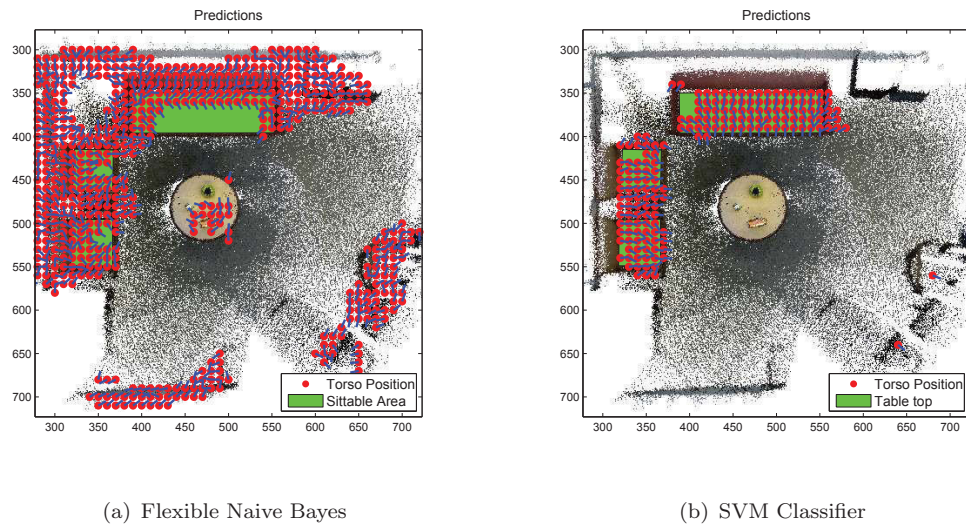 Predictions
300
350
400
450
500
550
600
650
700
300 350 400 450 500 550 600 650 700
Torso Position
Sittable Area
(a) Flexible Naive Bayes
Predictions
300
350
400
450
500
550
600
650
700
300 350 400 450 500 550 600 650 700
Torso Position
Table top
(b) SVM Classifier